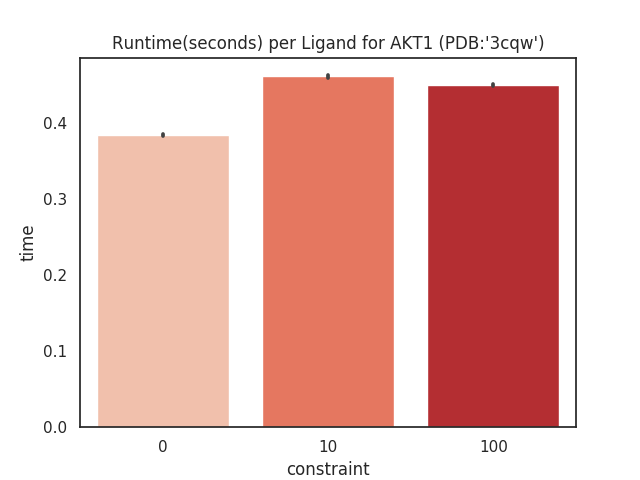 Runtime(seconds) per Ligand for AKT1 (PDB:'3cqw')
time
0.4
0.3
0.2
0.1
0.0
0 10 100
constraint